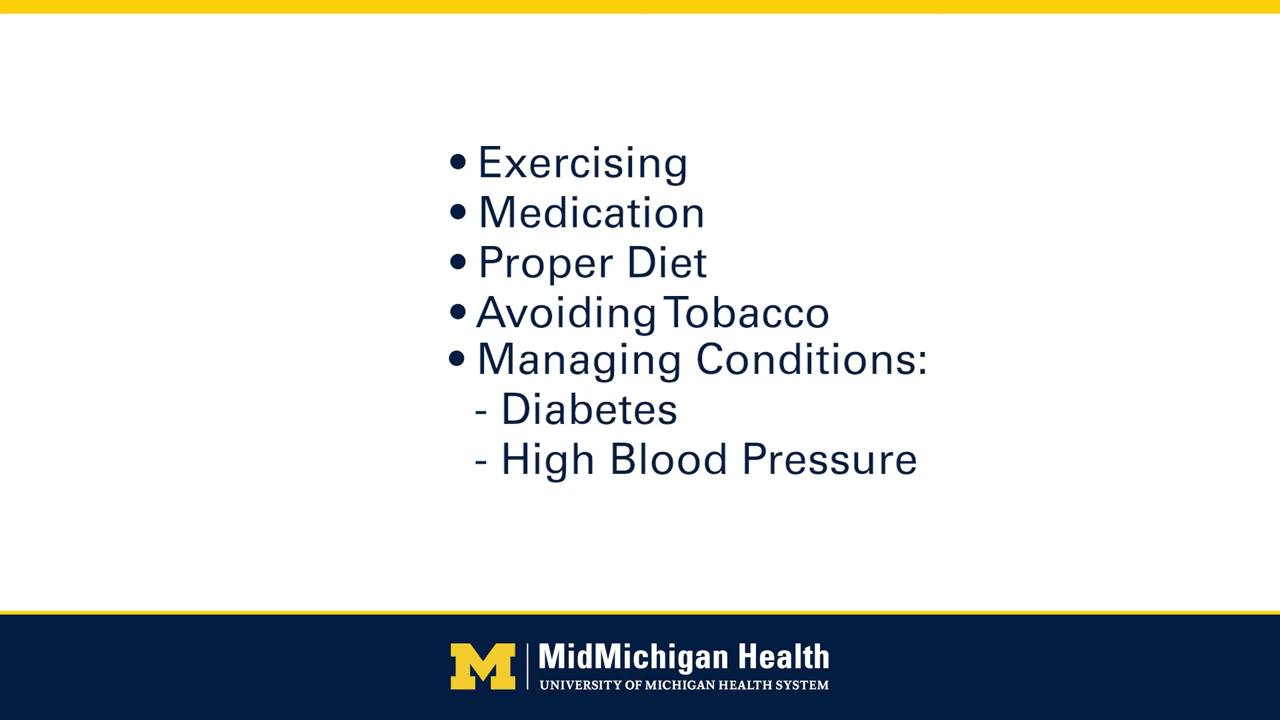 • Exercising
• Medication
• Proper Diet
• Avoiding Tobacco
• Managing Conditions:
- Diabetes
- High Blood Pressure
M MidMichigan Health
UNIVERSITY OF MICHIGAN HEALTH SYSTEM